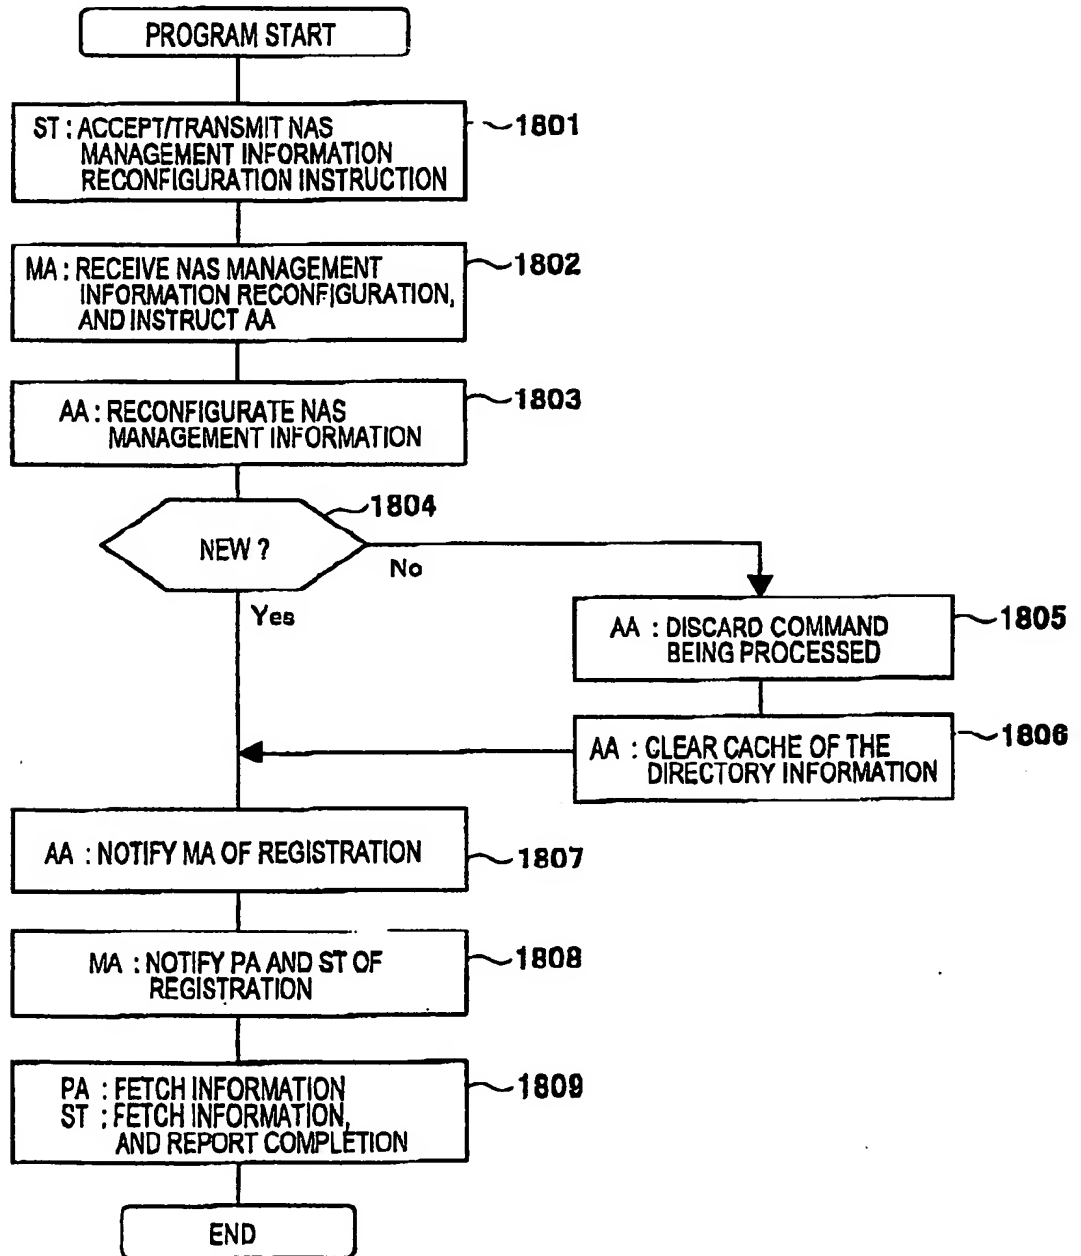 PROGRAM START
ST : ACCEPT/TRANSMIT NAS
MANAGEMENT INFORMATION
RECONFIGURATION INSTRUCTION
1801
MA : RECEIVE NAS MANAGEMENT
INFORMATION RECONFIGURATION,
AND INSTRUCT AA
1802
AA : RECONFIGURATE NAS
MANAGEMENT INFORMATION
1803
NEW ?
1804
No
Yes
AA : DISCARD COMMAND
BEING PROCESSED
1805
AA : CLEAR CACHE OF THE
DIRECTORY INFORMATION
1806
AA : NOTIFY MA OF REGISTRATION
1807
MA : NOTIFY PA AND ST OF
REGISTRATION
1808
PA : FETCH INFORMATION
ST : FETCH INFORMATION,
AND REPORT COMPLETION
1809
END